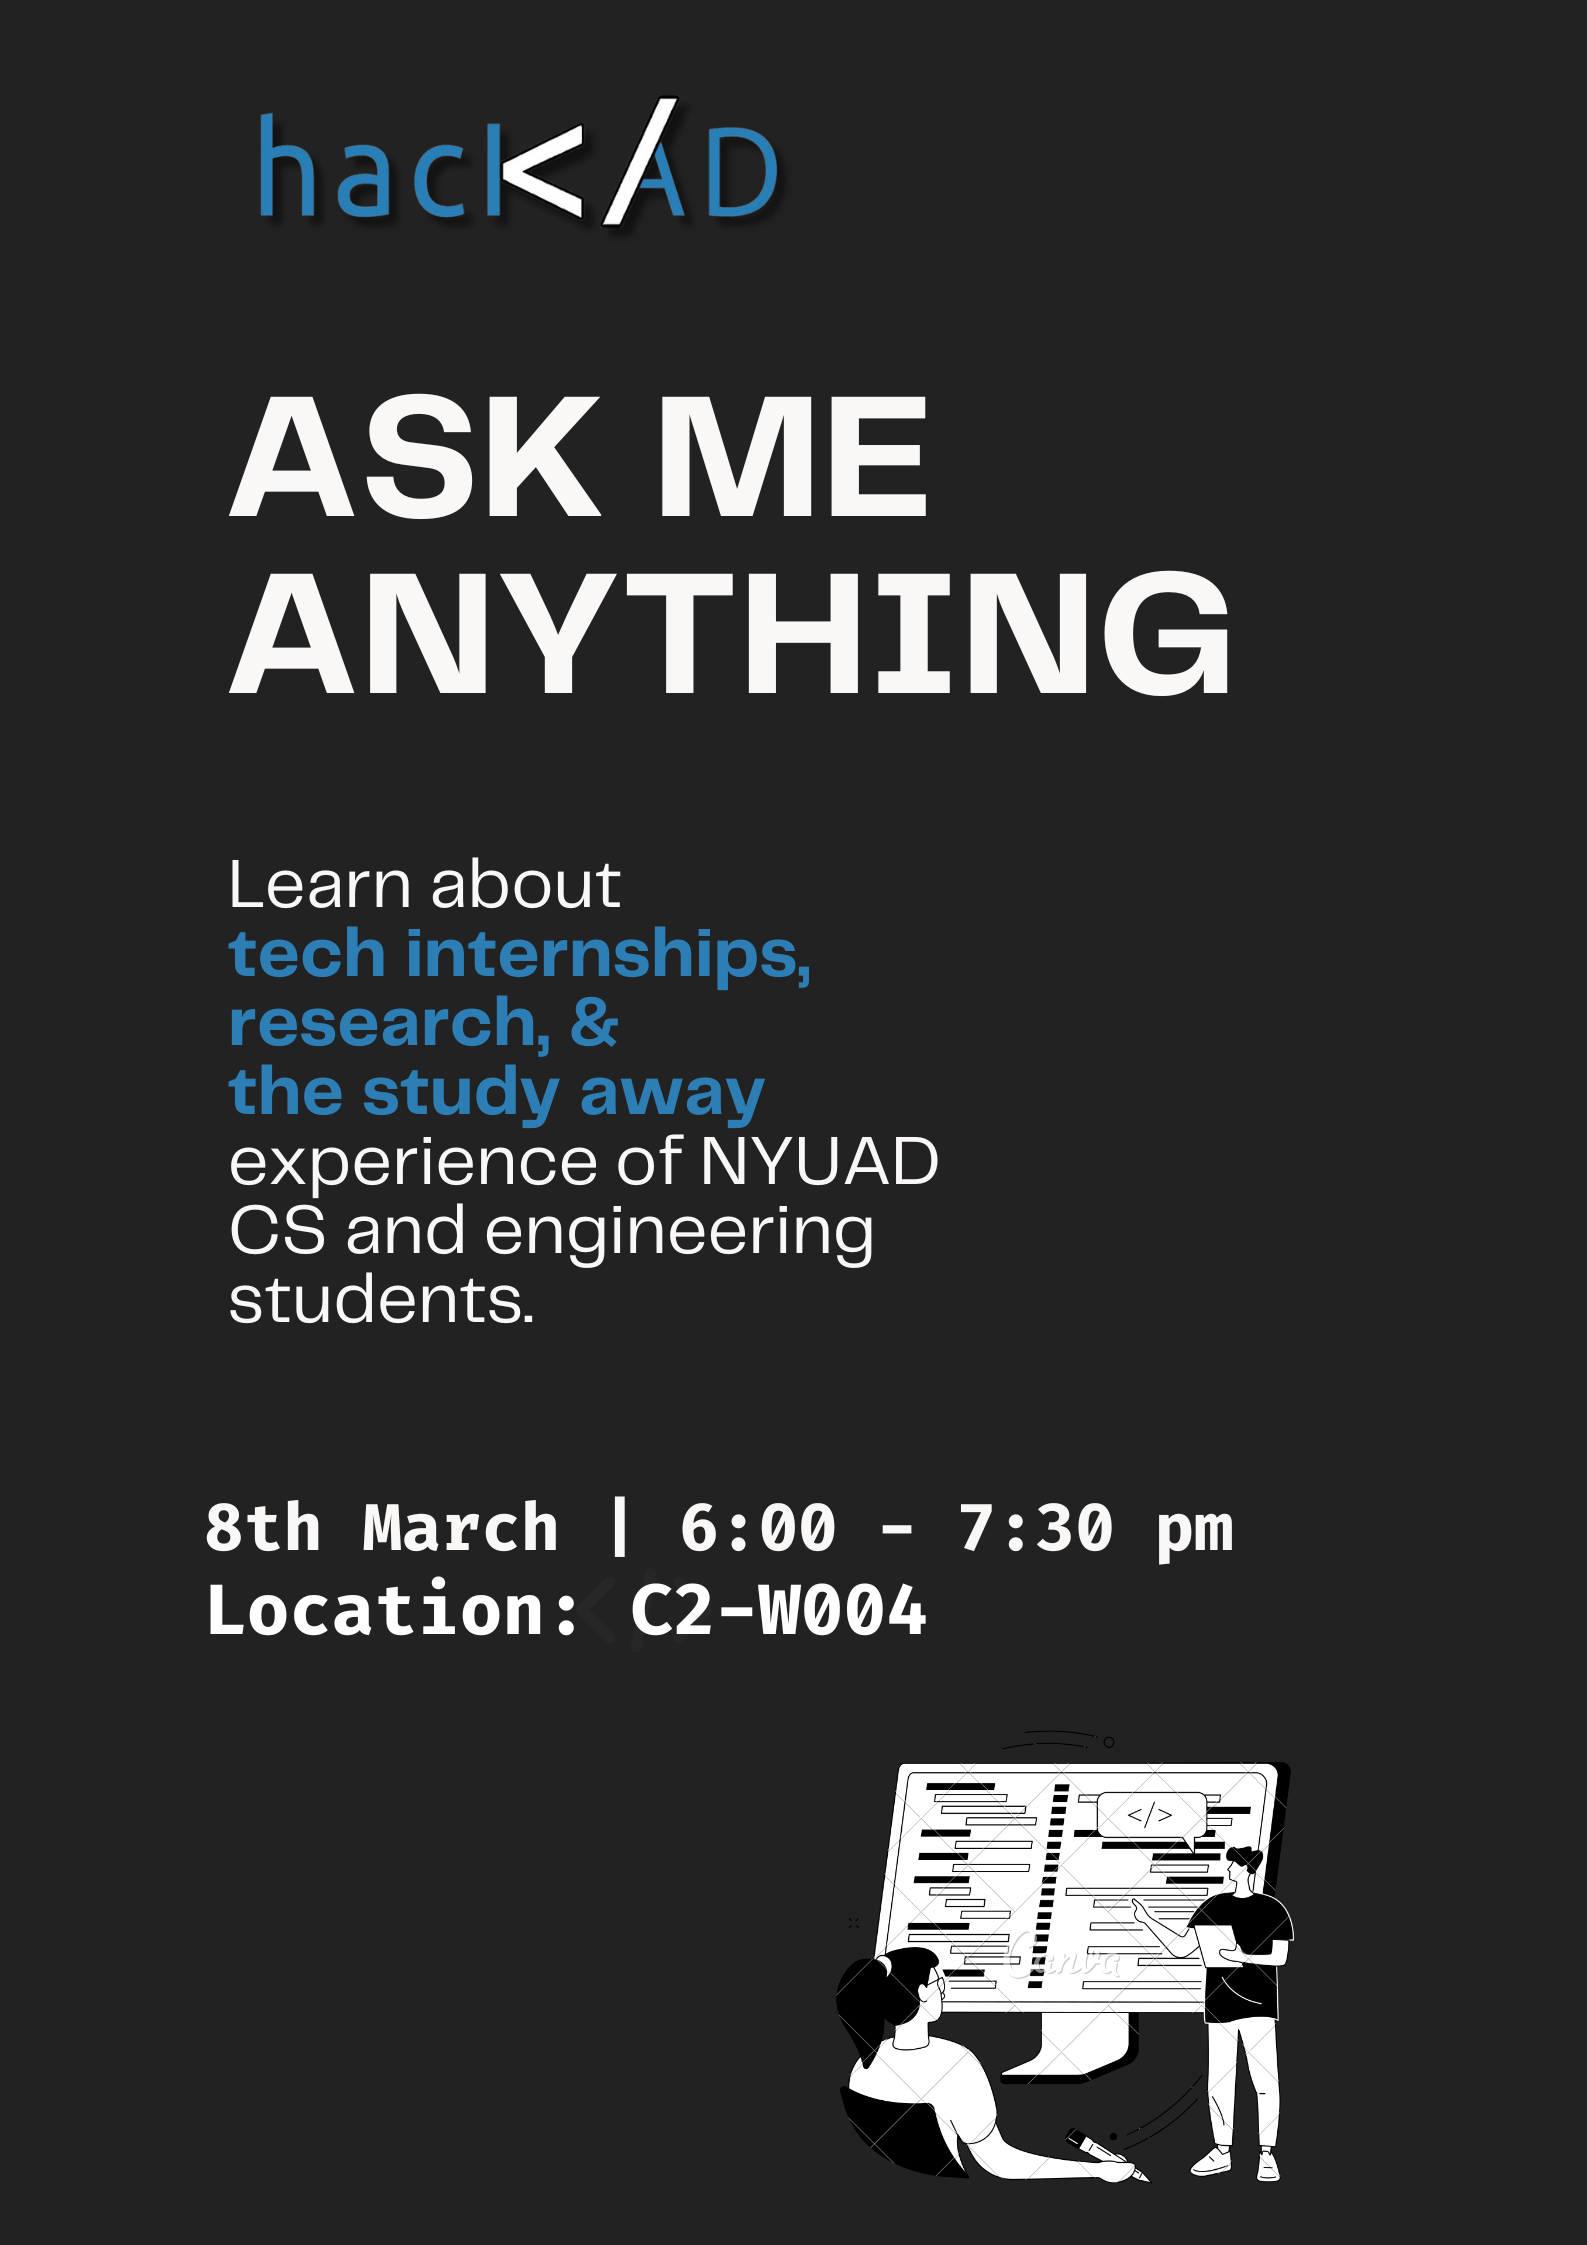 hack</AD
ASK ME
ANYTHING
Learn about
tech internships,
research, &
the study away
experience of NYUAD
CS and engineering
students.
8th March | 6:00 - 7:30 pm
Location: C2-W004
</>
Canva